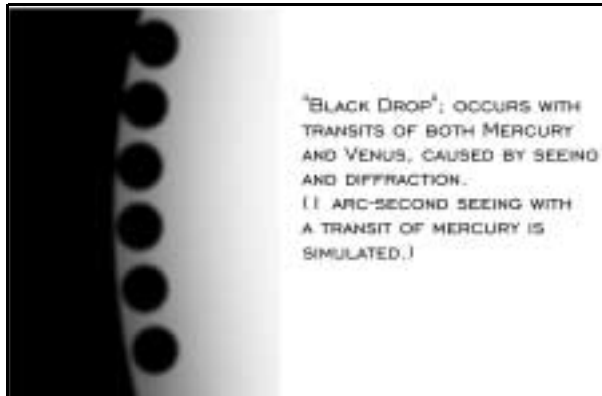 "BLACK DROP"; OCCURS WITH
TRANSITS OF BOTH MERCURY
AND VENUS, CAUSED BY SEEING
AND DIFFRACTION.
(1 ARC-SECOND SEEING WITH
A TRANSIT OF MERCURY IS
SIMULATED.)